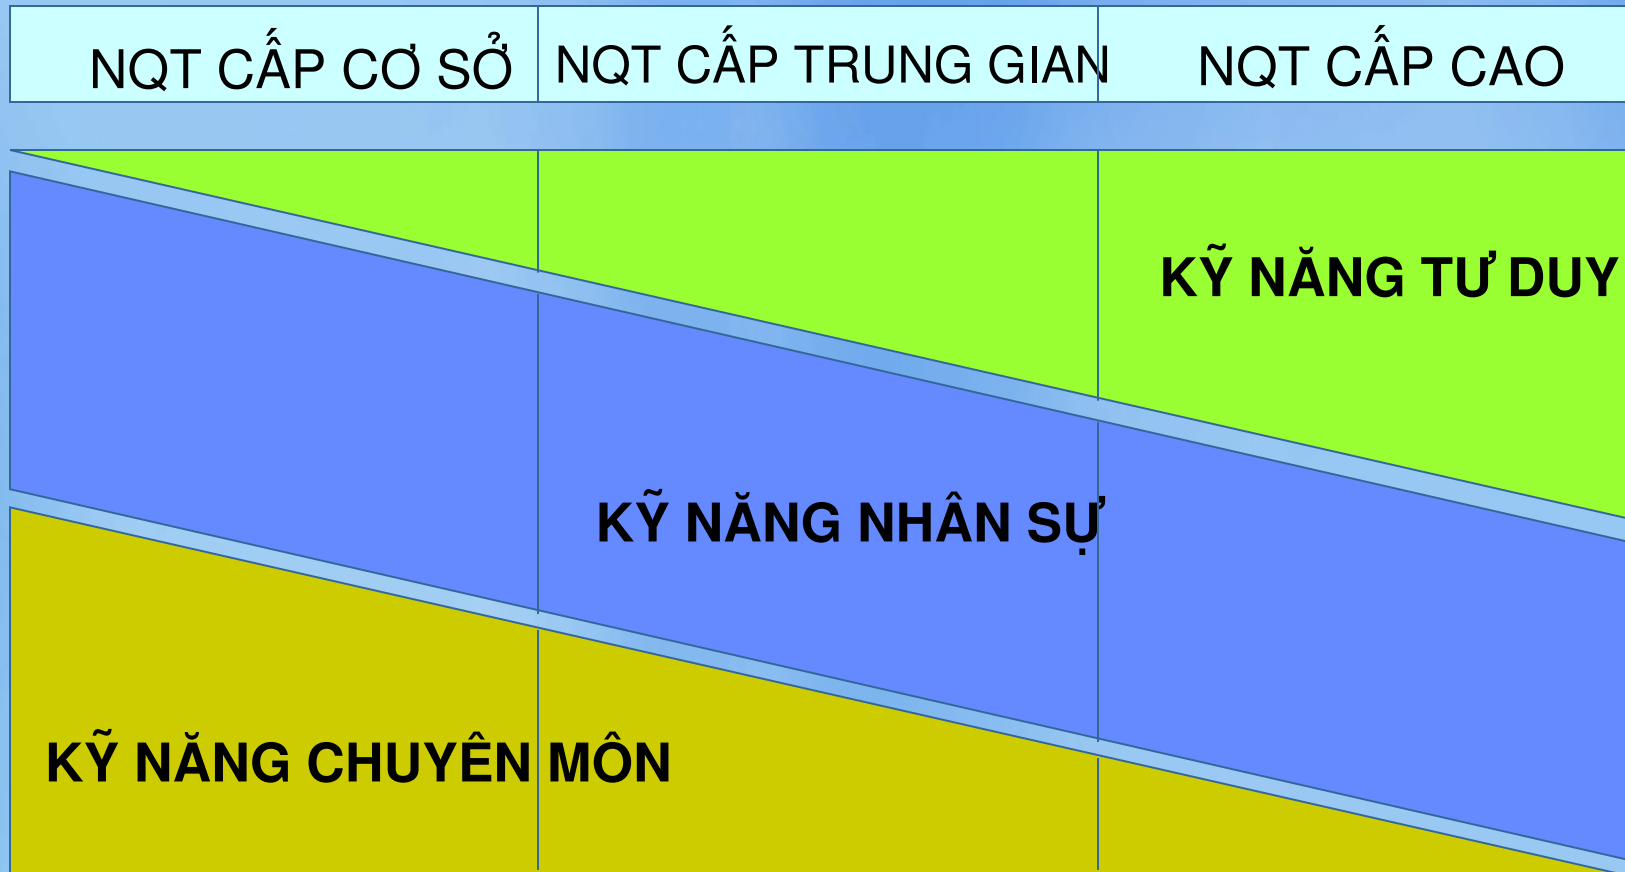 NQT CẤP CƠ SỞ
NQT CẤP TRUNG GIAN
NQT CẤP CAO
KỸ NĂNG TƯ DUY
KỸ NĂNG NHÂN SỰ
KỸ NĂNG CHUYÊN MÔN